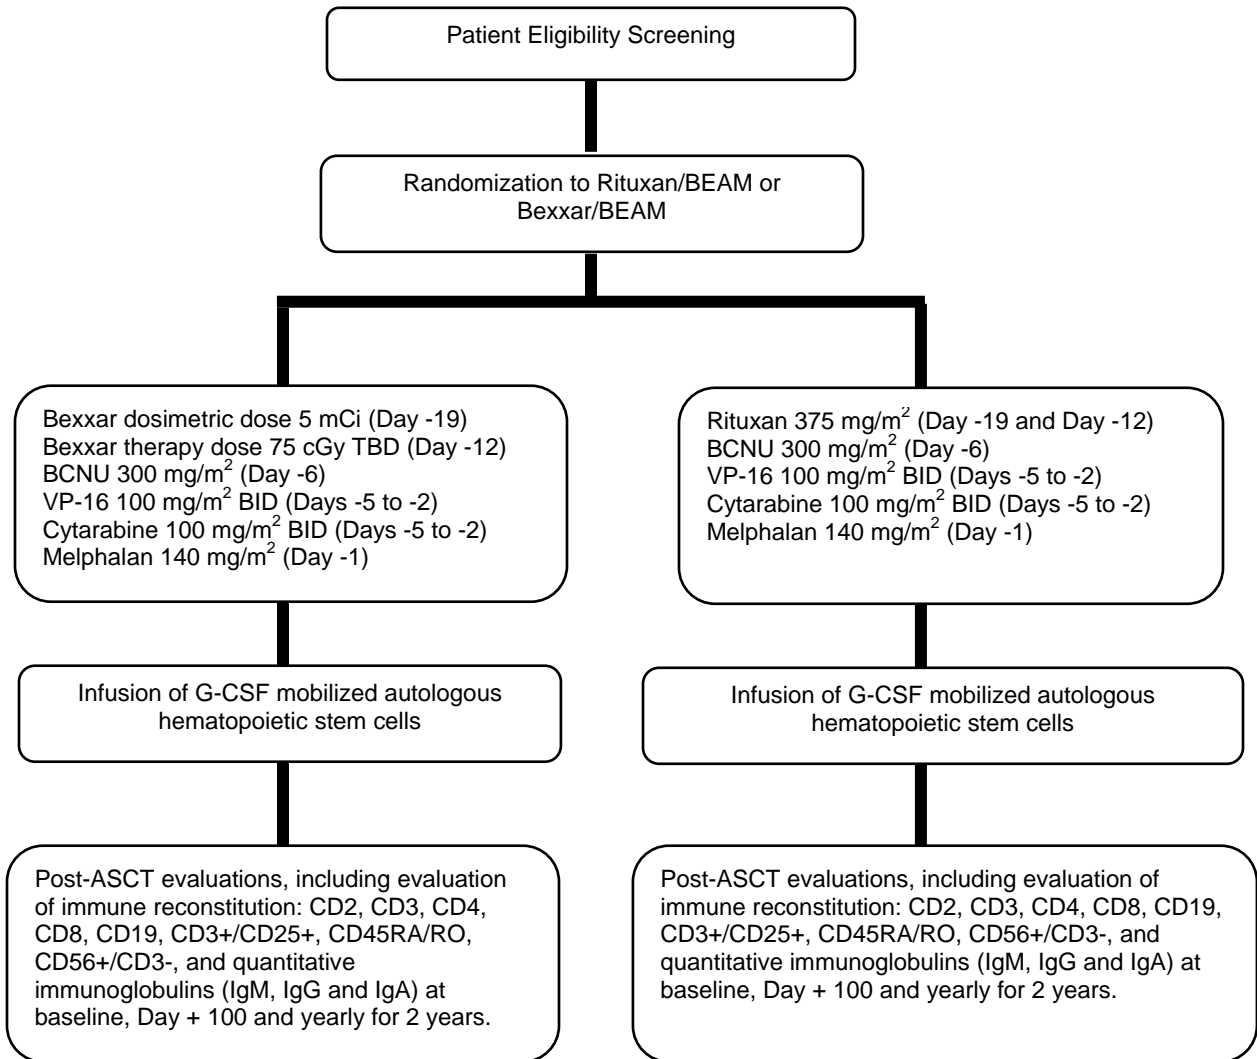 Patient Eligibility Screening
Randomization to Rituxan/BEAM or
Bexxar/BEAM
Bexxar dosimetric dose 5 mCi (Day -19)
Bexxar therapy dose 75 cGy TBD (Day -12)
BCNU 300 mg/m² (Day -6)
VP-16 100 mg/m² BID (Days -5 to -2)
Cytarabine 100 mg/m² BID (Days -5 to -2)
Melphalan 140 mg/m² (Day -1)
Rituxan 375 mg/m² (Day -19 and Day -12)
BCNU 300 mg/m² (Day -6)
VP-16 100 mg/m² BID (Days -5 to -2)
Cytarabine 100 mg/m² BID (Days -5 to -2)
Melphalan 140 mg/m² (Day -1)
Infusion of G-CSF mobilized autologous
hematopoietic stem cells
Infusion of G-CSF mobilized autologous
hematopoietic stem cells
Post-ASCT evaluations, including evaluation
of immune reconstitution: CD2, CD3, CD4,
CD8, CD19, CD3+/CD25+, CD45RA/RO,
CD56+/CD3-, and quantitative
immunoglobulins (IgM, IgG and IgA) at
baseline, Day + 100 and yearly for 2 years.
Post-ASCT evaluations, including evaluation of
immune reconstitution: CD2, CD3, CD4, CD8, CD19,
CD3+/CD25+, CD45RA/RO, CD56+/CD3-, and
quantitative immunoglobulins (IgM, IgG and IgA) at
baseline, Day + 100 and yearly for 2 years.